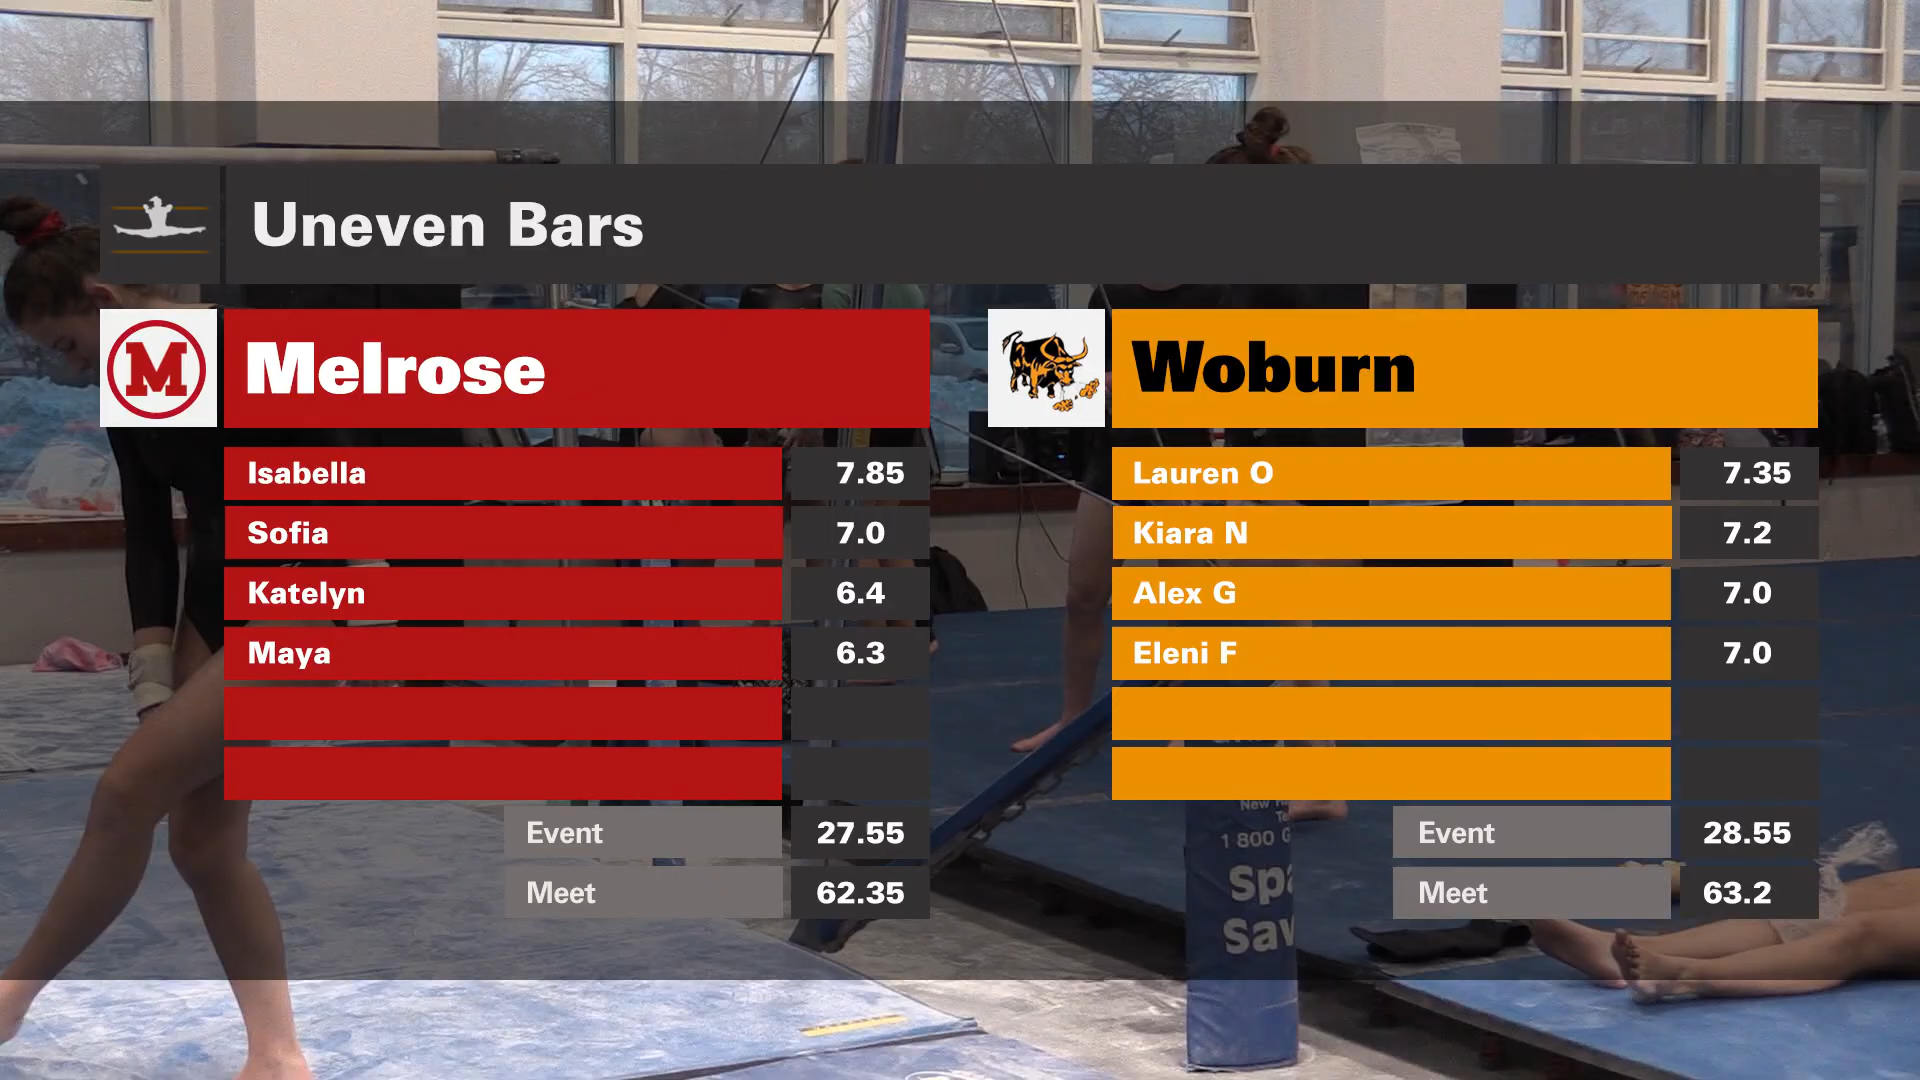 Uneven Bars
M Melrose
Isabella 7.85
Sofia 7.0
Katelyn 6.4
Maya 6.3
Event 27.55
Meet 62.35
Woburn
Lauren O 7.35
Kiara N 7.2
Alex G 7.0
Eleni F 7.0
Event 28.55
Meet 63.2
1 800